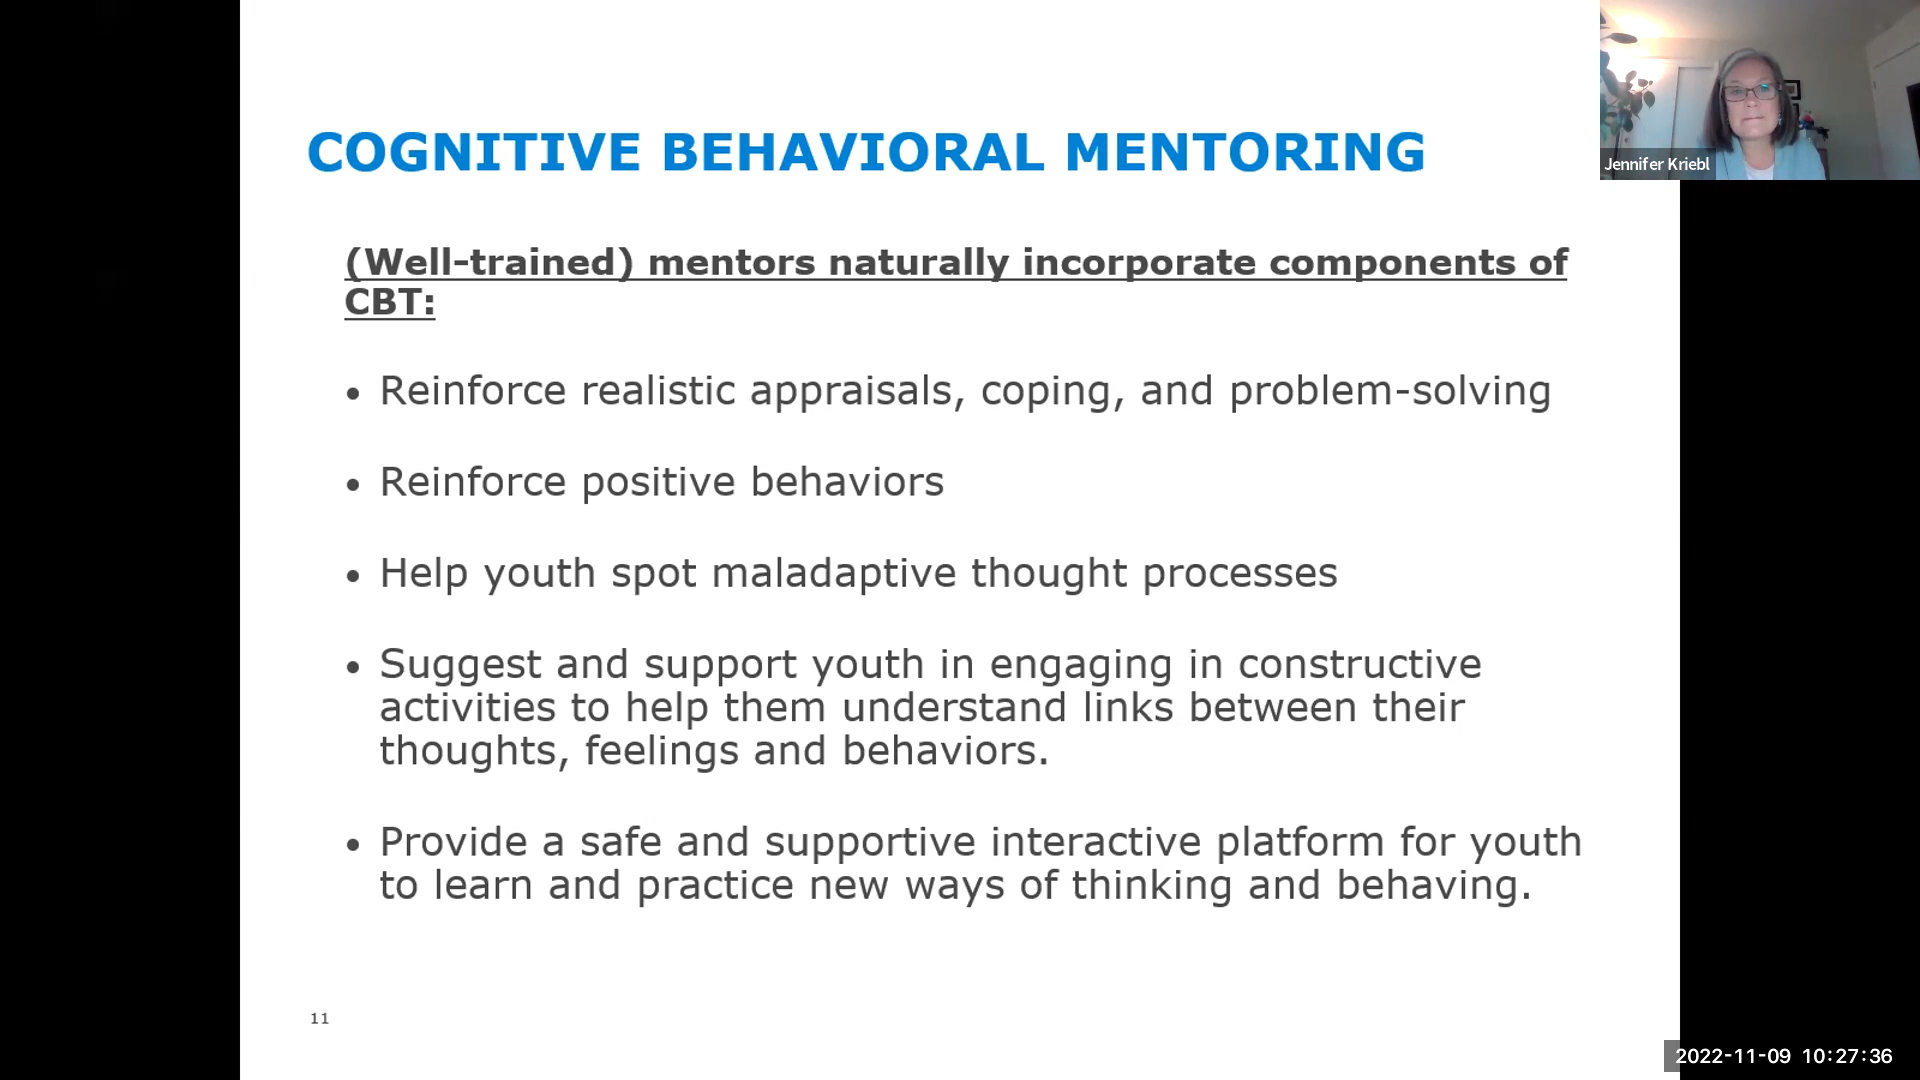 COGNITIVE BEHAVIORAL MENTORING
Jennifer Kriebl
(Well-trained) mentors naturally incorporate components of
CBT:
• Reinforce realistic appraisals, coping, and problem-solving
• Reinforce positive behaviors
• Help youth spot maladaptive thought processes
• Suggest and support youth in engaging in constructive
activities to help them understand links between their
thoughts, feelings and behaviors.
• Provide a safe and supportive interactive platform for youth
to learn and practice new ways of thinking and behaving.
11
2022-11-09 10:27:36